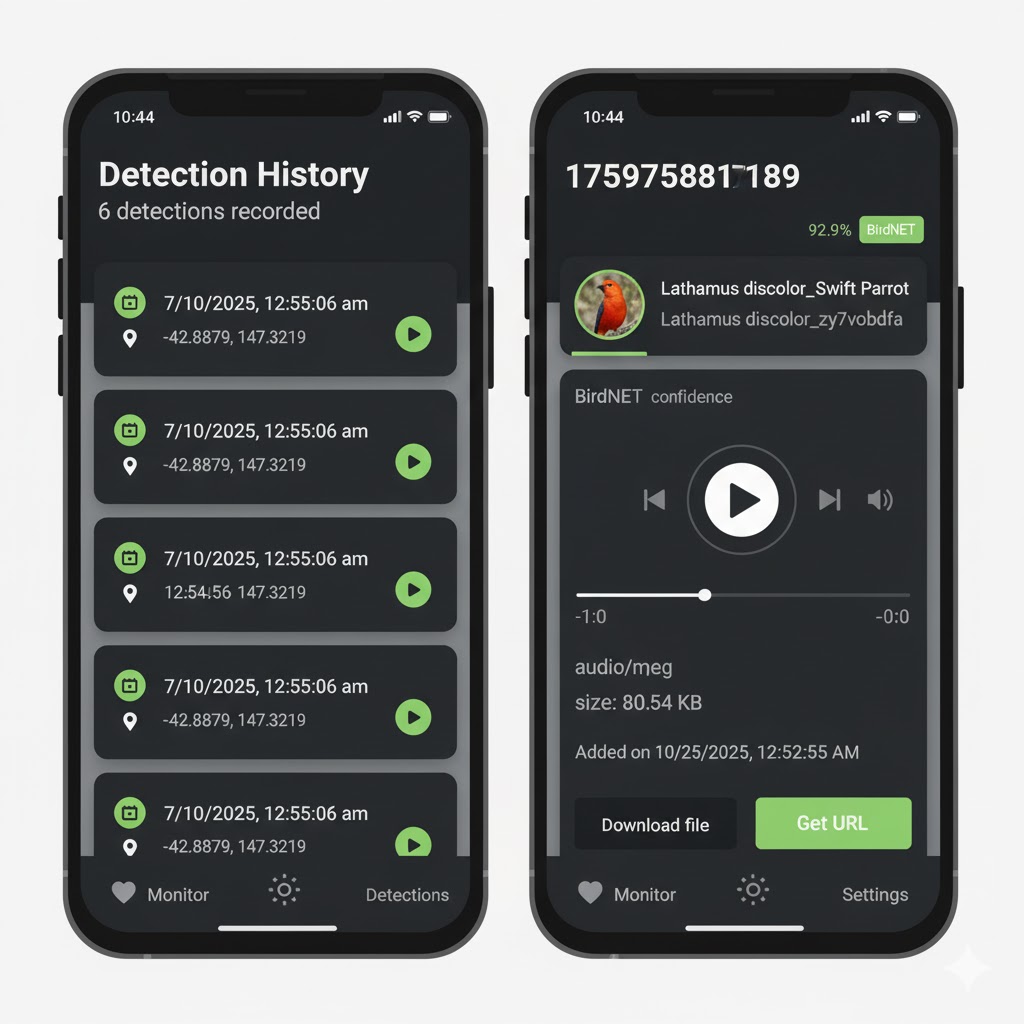 10:44
Detection History
6 detections recorded
7/10/2025, 12:55:06 am
-42.8879, 147.3219
7/10/2025, 12:55:06 am
-42.8879, 147.3219
7/10/2025, 12:55:06 am
147.3219
7/10/2025, 12:55:06 am
-42.8879, 147.3219
7/10/2025, 12:55:06 am
-42.8879, 147.3219
Monitor
Detections
10:44
92.9% BirdNET
Lathamus discolor_Swift Parrot
Lathamus discolor_zy7vobdfa
BirdNET confidence
-1:0
-0:0
audio/meg
size: 80.54 KB
Added on 10/25/2025, 12:52:55 AM
Download file
Get URL
Monitor
Settings